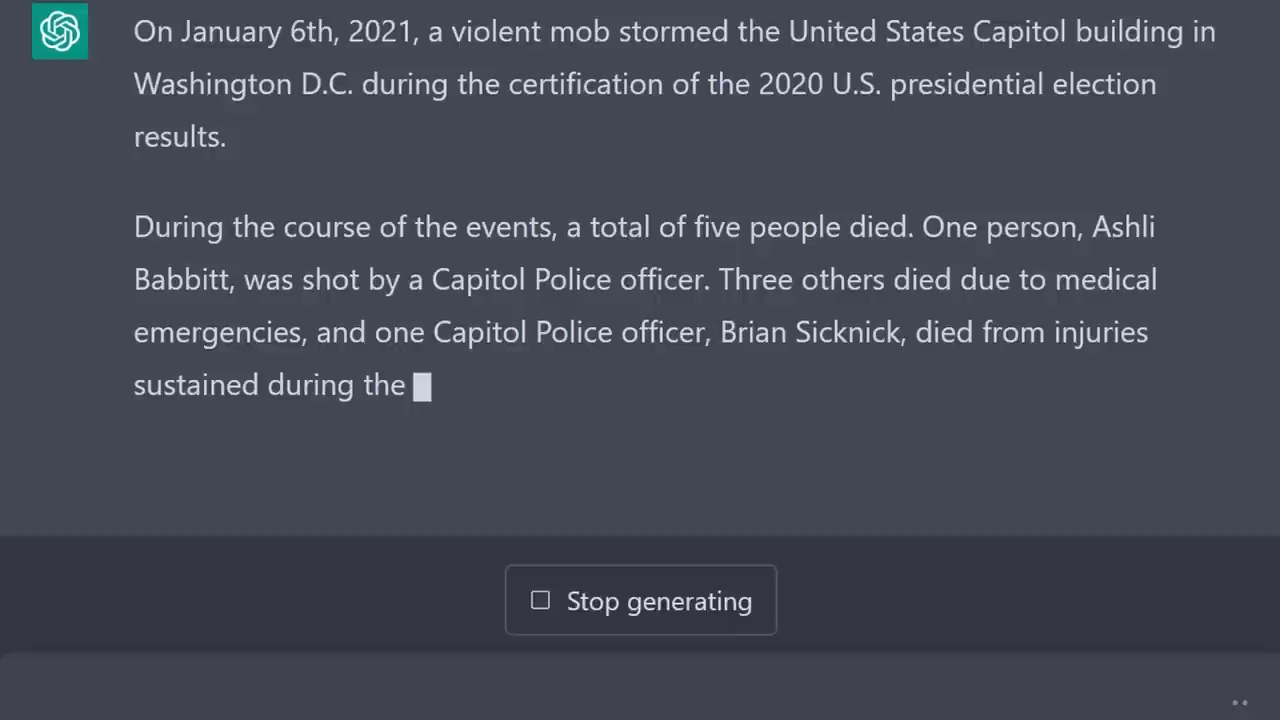 On January 6th, 2021, a violent mob stormed the United States Capitol building in
Washington D.C. during the certification of the 2020 U.S. presidential election
results.
During the course of the events, a total of five people died. One person, Ashli
Babbitt, was shot by a Capitol Police officer. Three others died due to medical
emergencies, and one Capitol Police officer, Brian Sicknick, died from injuries
sustained during the
Stop generating